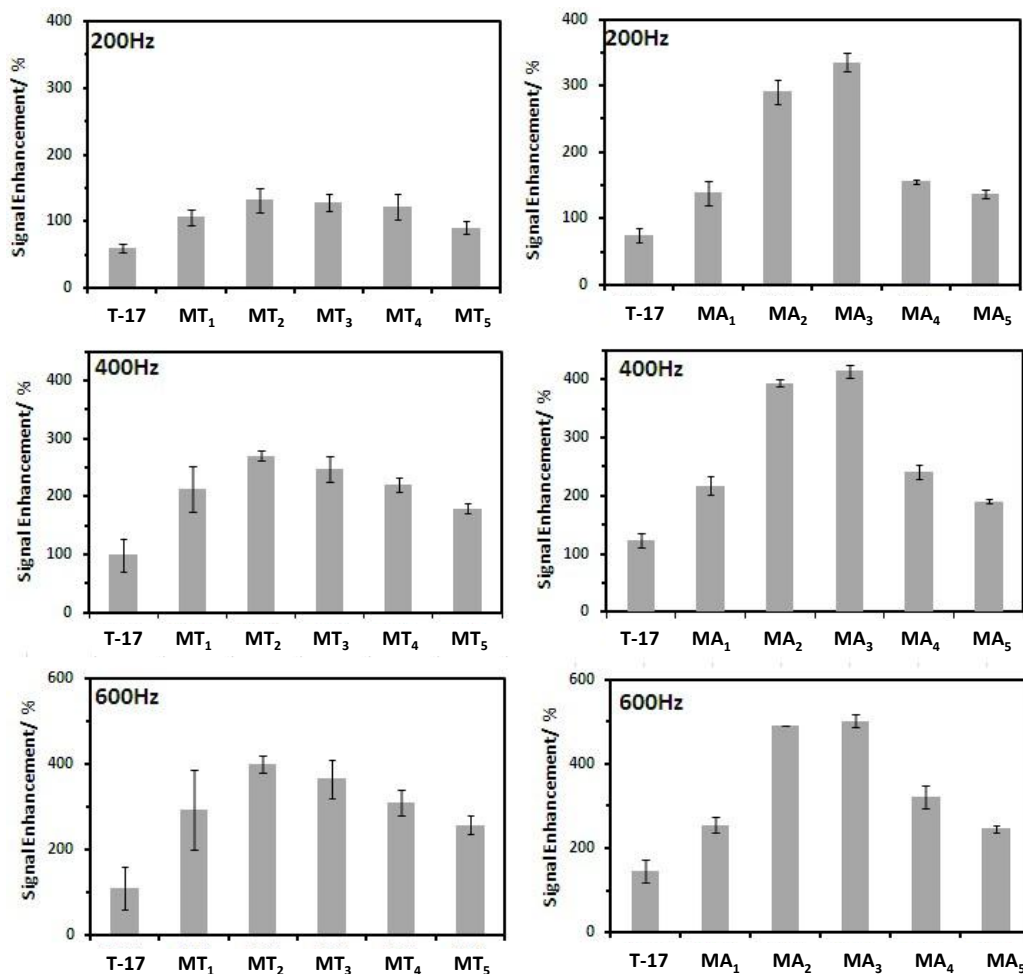 200Hz
Signal Enhancement/ %
400
300
200
100
0
T-17 MT₁ MT₂ MT₃ MT₄ MT₅
200Hz
Signal Enhancement/ %
400
300
200
100
0
T-17 MA₁ MA₂ MA₃ MA₄ MA₅
400Hz
Signal Enhancement/ %
400
300
200
100
0
T-17 MT₁ MT₂ MT₃ MT₄ MT₅
400Hz
Signal Enhancement/ %
400
300
200
100
0
T-17 MA₁ MA₂ MA₃ MA₄ MA₅
600Hz
Signal Enhancement/ %
600
400
200
0
T-17 MT₁ MT₂ MT₃ MT₄ MT₅
600Hz
Signal Enhancement/ %
600
400
200
0
T-17 MA₁ MA₂ MA₃ MA₄ MA₅